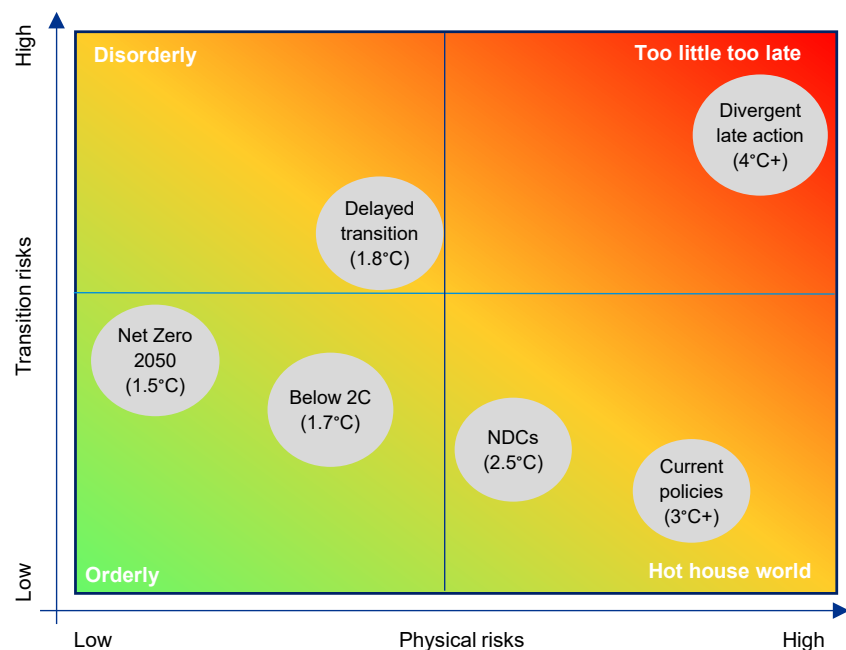 High
Disorderly
Too little too late
Divergent
late action
(4°C+)
Delayed
transition
(1.8°C)
Transition risks
Net Zero
2050
(1.5°C)
Below 2C
(1.7°C)
NDCs
(2.5°C)
Current
policies
(3°C+)
Low
Orderly
Hot house world
Low
Physical risks
High